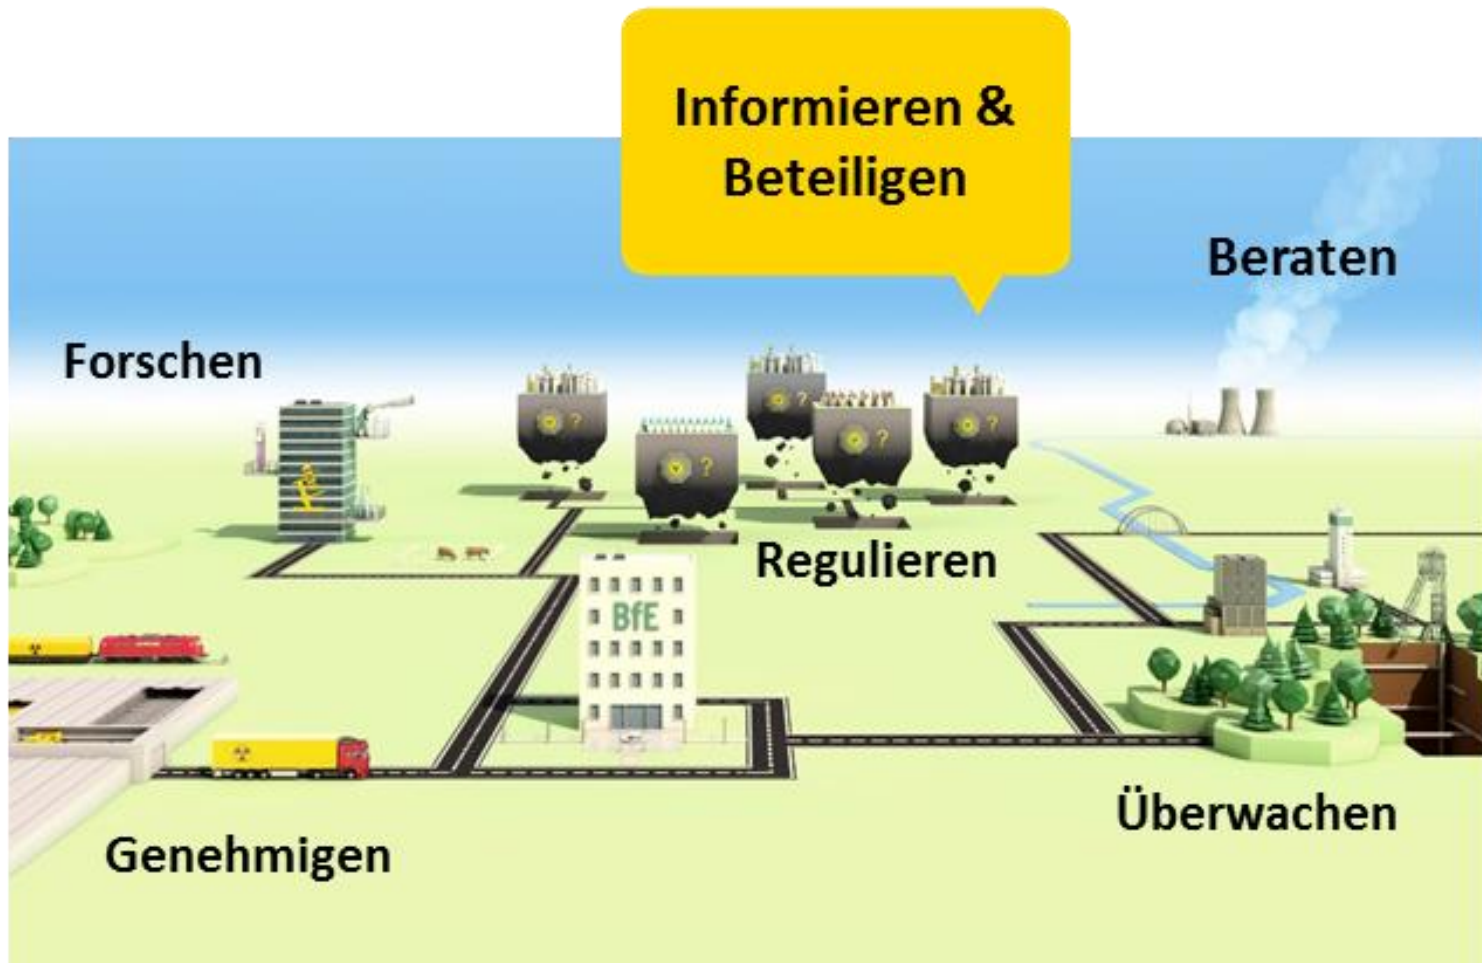 Informieren &
Beteiligen
Beraten
Forschen
?
?
?
?
?
Regulieren
BfE
Überwachen
Genehmigen